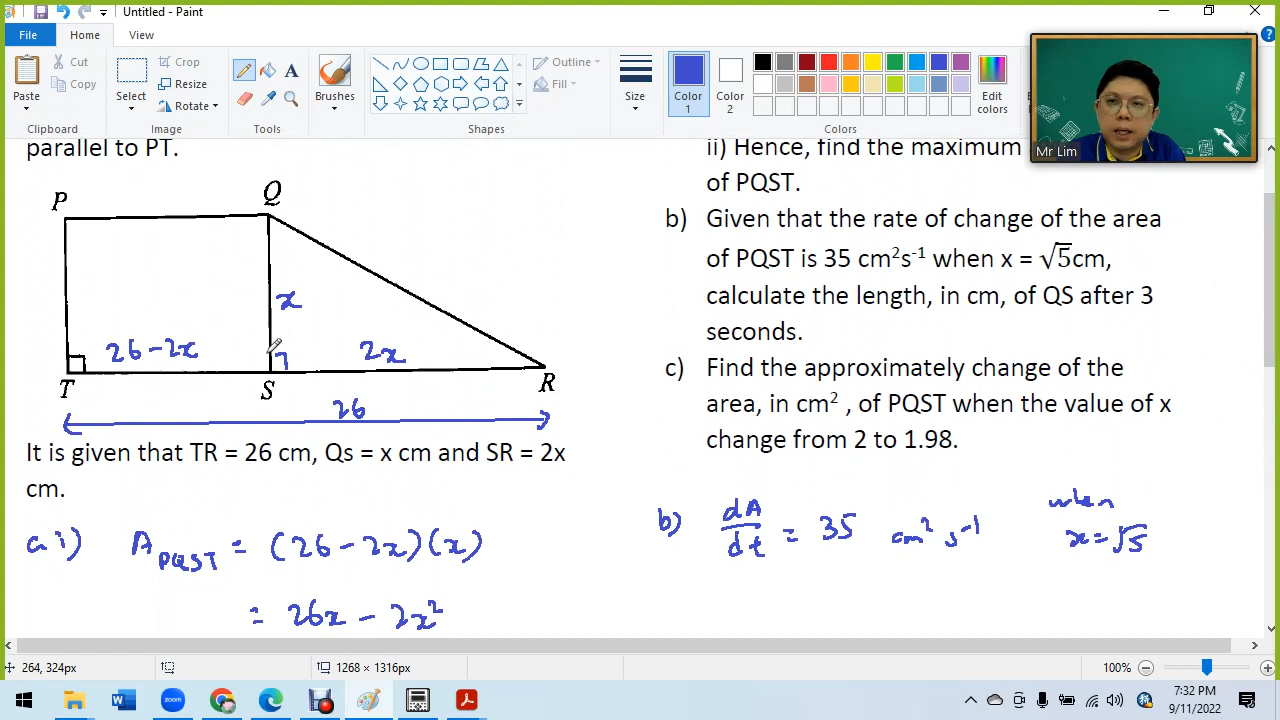 Untitled - Paint
File
Home
View
Paste
Cut
Copy
Clipboard
Select
Crop
Resize
Rotate
Image
Tools
Brushes
Shapes
Outline
Fill
Size
Color 1
Color 2
Edit colors
Colors
Mr Lim
parallel to PT.
P
Q
x
26-2x
2x
T
S
R
26
It is given that TR = 26 cm, Qs = x cm and SR = 2x
cm.
a i) A PQST = (26-2x)(x)
= 26x - 2x²
ii) Hence, find the maximum
of PQST.
b) Given that the rate of change of the area
of PQST is 35 cm²s⁻¹ when x = √5cm,
calculate the length, in cm, of QS after 3
seconds.
c) Find the approximately change of the
area, in cm² , of PQST when the value of x
change from 2 to 1.98.
b) dA/dt = 35 cm² s⁻¹
when
x=√5
264, 324px
1268 × 1316px
100%
zoom
7:32 PM
9/11/2022